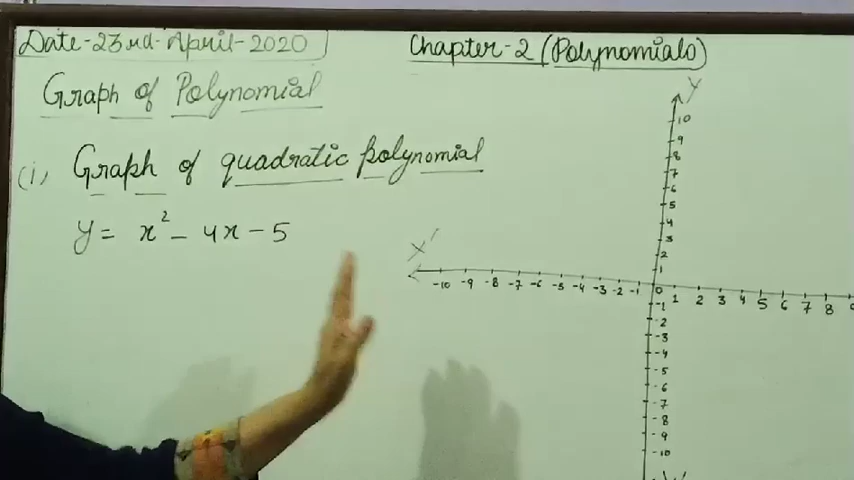 Date-23rd-April-2020
Chapter-2 (Polynomials)
Graph of Polynomial
(i) Graph of quadratic polynomial
y = x² - 4x - 5
Y
10
9
8
7
6
5
4
3
2
1
X'
-10 -9 -8 -7 -6 -5 -4 -3 -2 -1 0 1 2 3 4 5 6 7 8
-1
-2
-3
-4
-5
-6
-7
-8
-9
-10